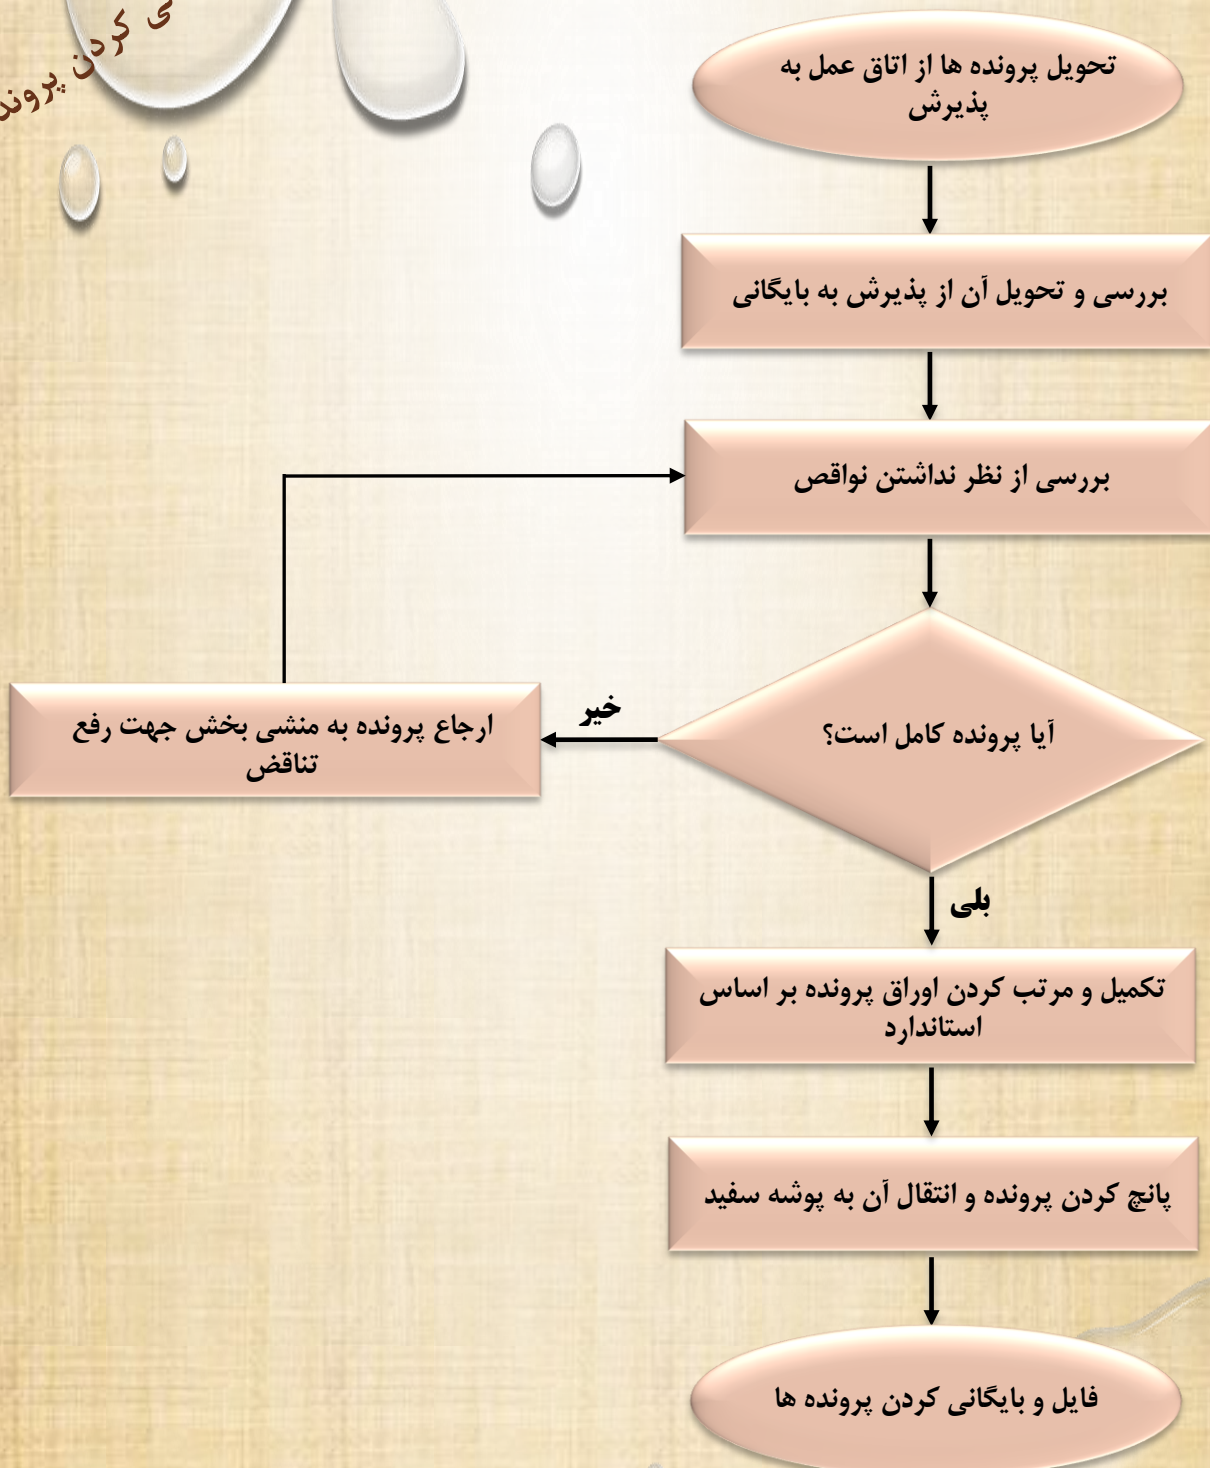 کردن
تحویل پرونده ها از اتاق عمل به
پذیرش
بررسی و تحویل آن از پذیرش به بایگانی
بررسی از نظر نداشتن نواقص
آیا پرونده کامل است؟
خیر
ارجاع پرونده به منشی بخش جهت رفع
تناقض
بلی
تکمیل و مرتب کردن اوراق پرونده بر اساس
استاندارد
پانچ کردن پرونده و انتقال آن به پوشه سفید
فایل و بایگانی کردن پرونده ها